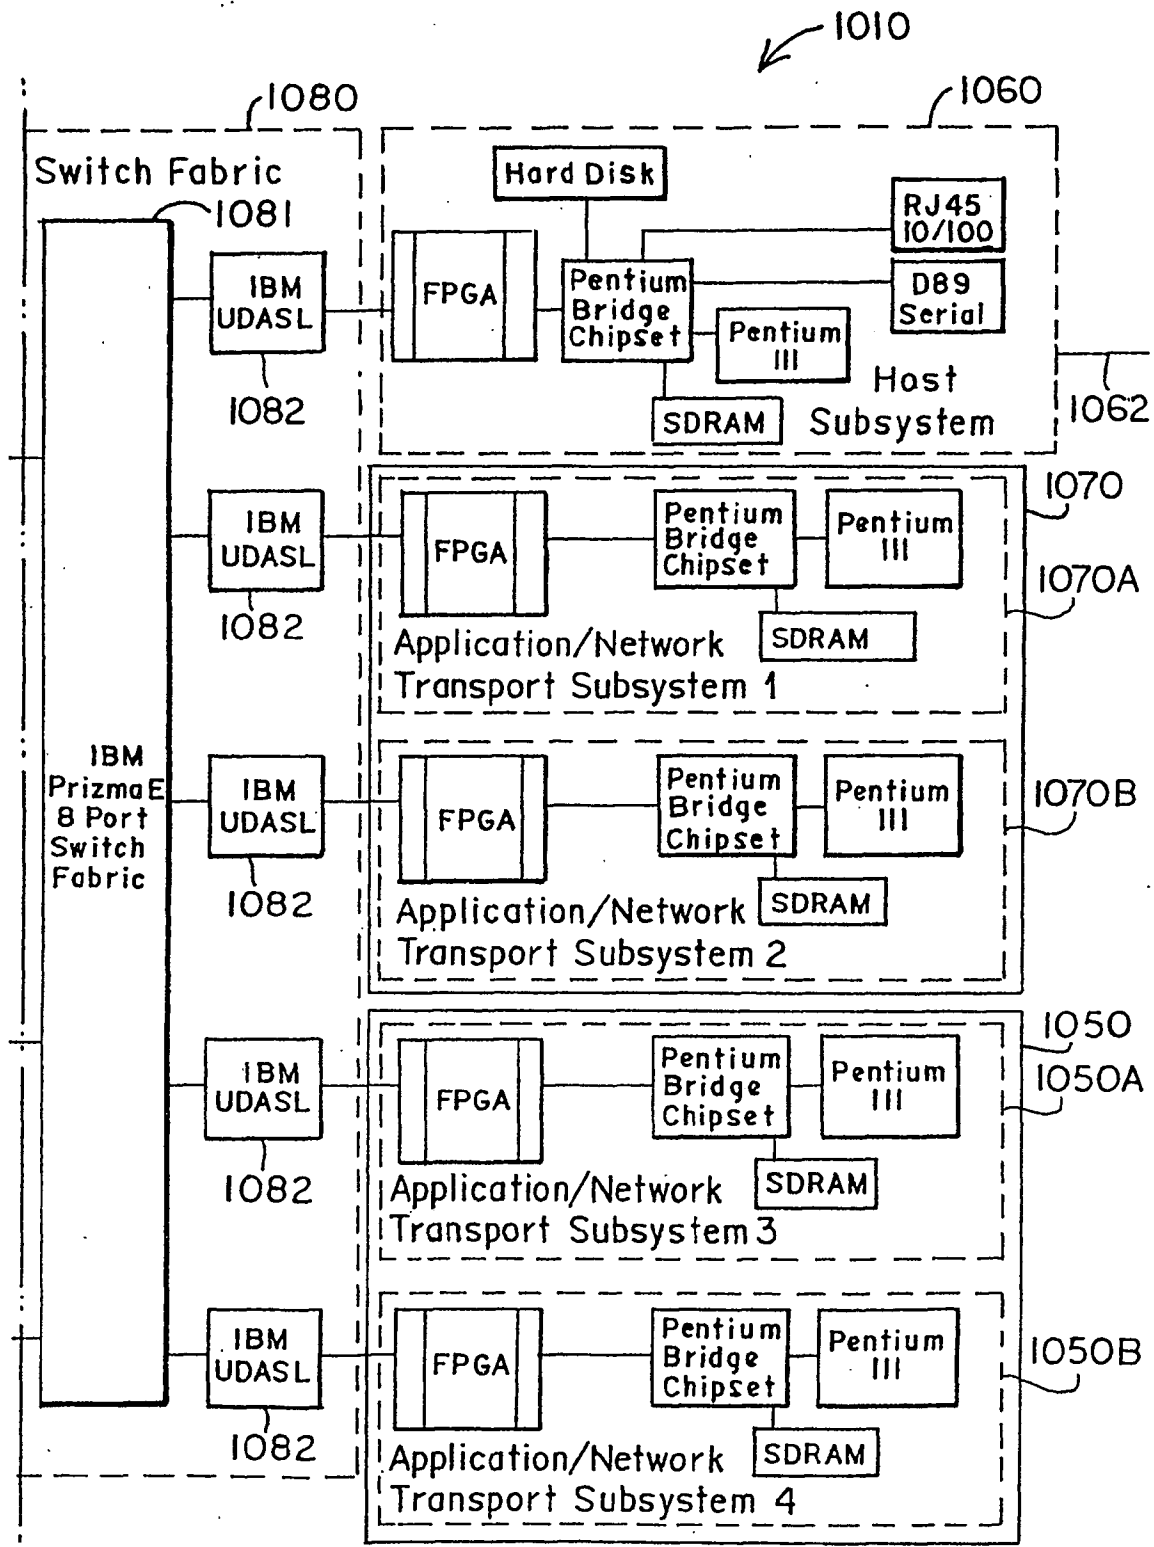 1010
1080
1060
Switch Fabric
1081
Hard Disk
RJ45
10/100
IBM
UDASL
FPGA
Pentium
Bridge
Chipset
D89
Serial
Pentium
III
1082
SDRAM
Host
Subsystem
1062
1070
IBM
UDASL
FPGA
Pentium
Bridge
Chipset
Pentium
III
1070A
1082
SDRAM
Application/Network
Transport Subsystem 1
IBM
PrizmaE
8 Port
Switch
Fabric
IBM
UDASL
FPGA
Pentium
Bridge
Chipset
Pentium
III
1070B
1082
SDRAM
Application/Network
Transport Subsystem 2
1050
IBM
UDASL
FPGA
Pentium
Bridge
Chipset
Pentium
III
1050A
1082
SDRAM
Application/Network
Transport Subsystem 3
IBM
UDASL
FPGA
Pentium
Bridge
Chipset
Pentium
III
1050B
1082
SDRAM
Application/Network
Transport Subsystem 4